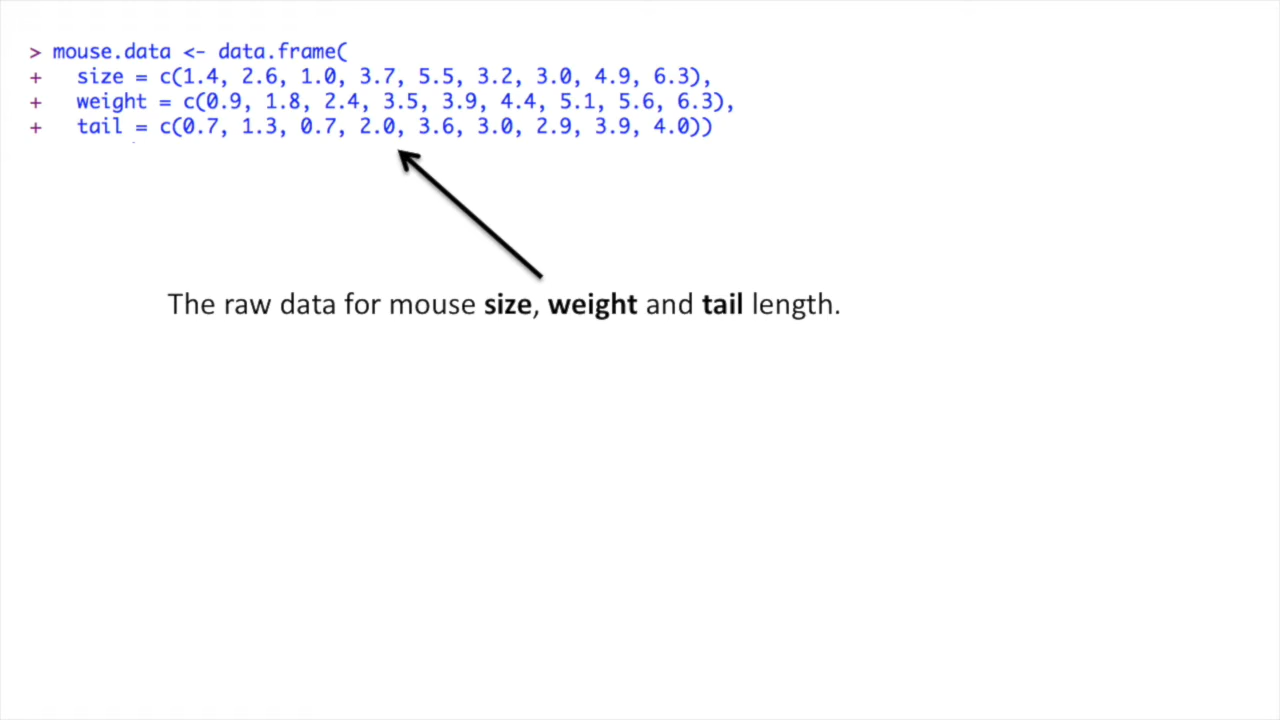 > mouse.data <- data.frame(
+ size = c(1.4, 2.6, 1.0, 3.7, 5.5, 3.2, 3.0, 4.9, 6.3),
+ weight = c(0.9, 1.8, 2.4, 3.5, 3.9, 4.4, 5.1, 5.6, 6.3),
+ tail = c(0.7, 1.3, 0.7, 2.0, 3.6, 3.0, 2.9, 3.9, 4.0))
The raw data for mouse size, weight and tail length.